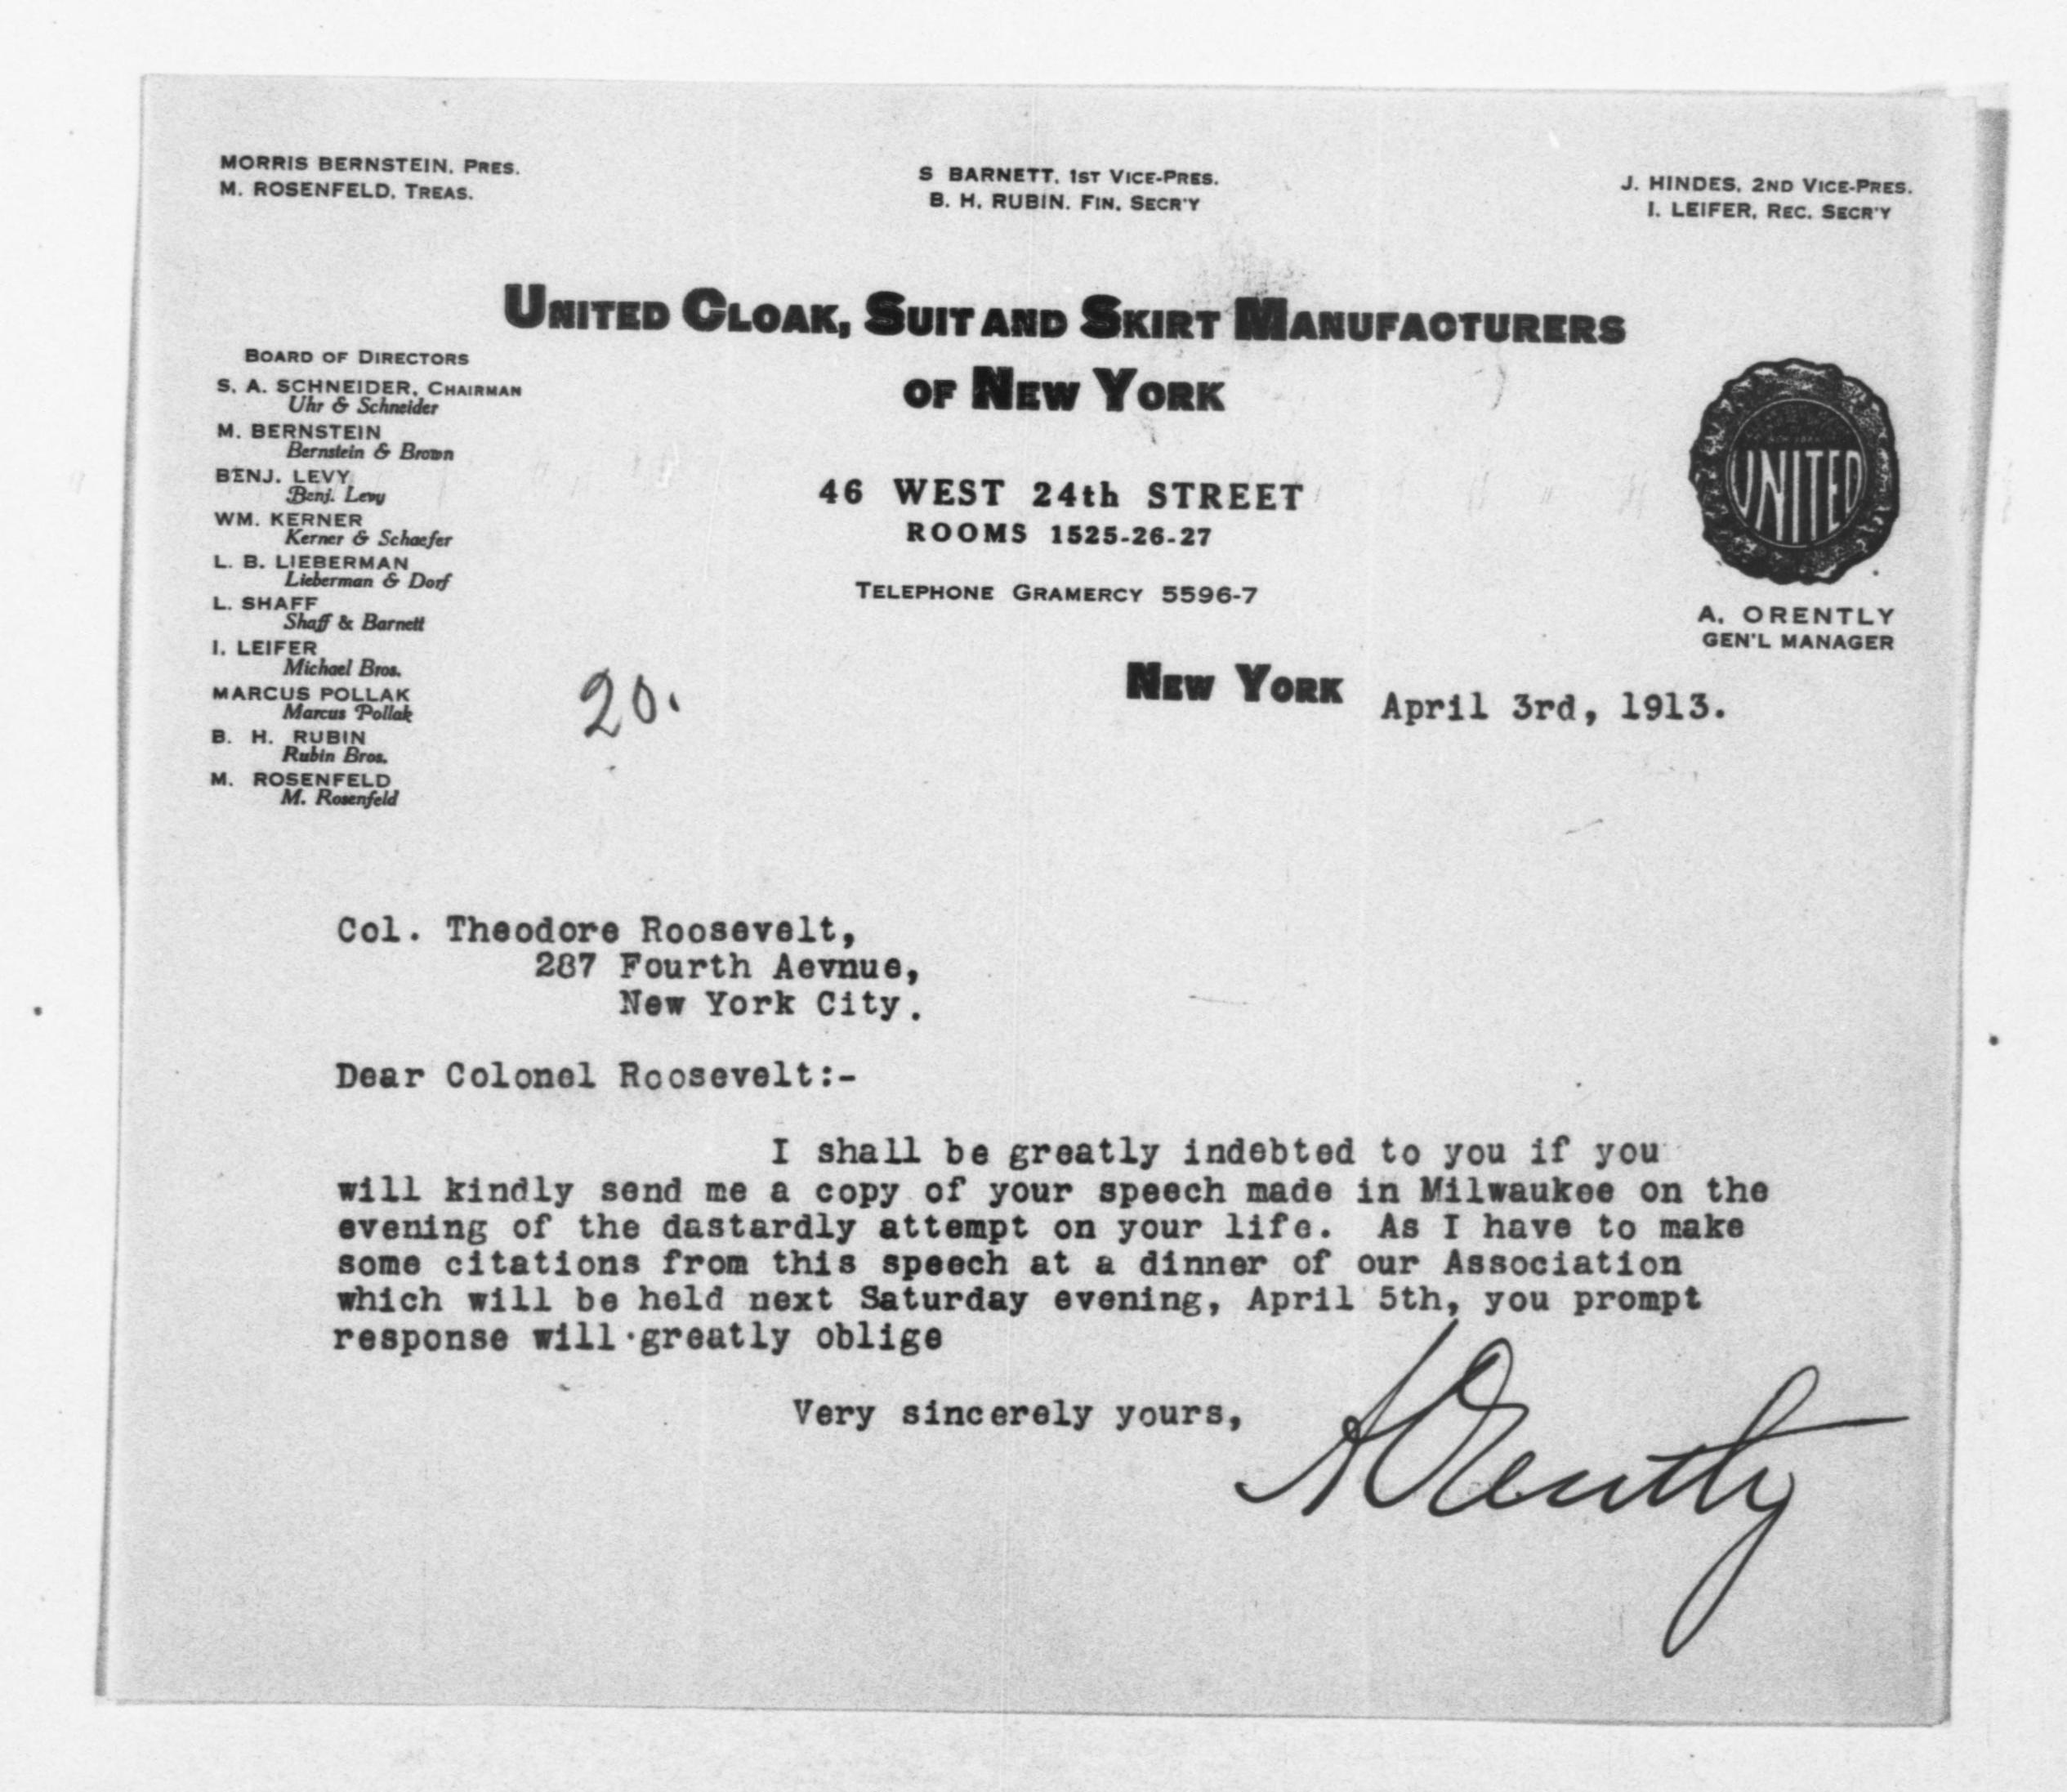 MORRIS BERNSTEIN, PRES.
M. ROSENFELD, TREAS.
S BARNETT, 1ST VICE-PRES.
B. H. RUBIN, FIN. SECR'Y
J. HINDES, 2ND VICE-PRES.
I. LEIFER, REC. SECR'Y
UNITED CLOAK, SUIT AND SKIRT MANUFACTURERS
OF NEW YORK
46 WEST 24th STREET
ROOMS 1525-26-27
TELEPHONE GRAMERCY 5596-7
BOARD OF DIRECTORS
S. A. SCHNEIDER, CHAIRMAN
Uhr & Schneider
M. BERNSTEIN
Bernstein & Brown
BENJ. LEVY
Benj. Levy
WM. KERNER
Kerner & Schaefer
L. B. LIEBERMAN
Lieberman & Dorf
L. SHAFF
Shaff & Barnett
I. LEIFER
Michael Bros.
MARCUS POLLAK
Marcus Pollak
B. H. RUBIN
Rubin Bros.
M. ROSENFELD
M. Rosenfeld
UNITED
A. ORENTLY
GEN'L MANAGER
20.
NEW YORK April 3rd, 1913.
Col. Theodore Roosevelt,
287 Fourth Aevnue,
New York City.
Dear Colonel Roosevelt:-
I shall be greatly indebted to you if you
will kindly send me a copy of your speech made in Milwaukee on the
evening of the dastardly attempt on your life. As I have to make
some citations from this speech at a dinner of our Association
which will be held next Saturday evening, April 5th, you prompt
response will greatly oblige
Very sincerely yours,
A Orently